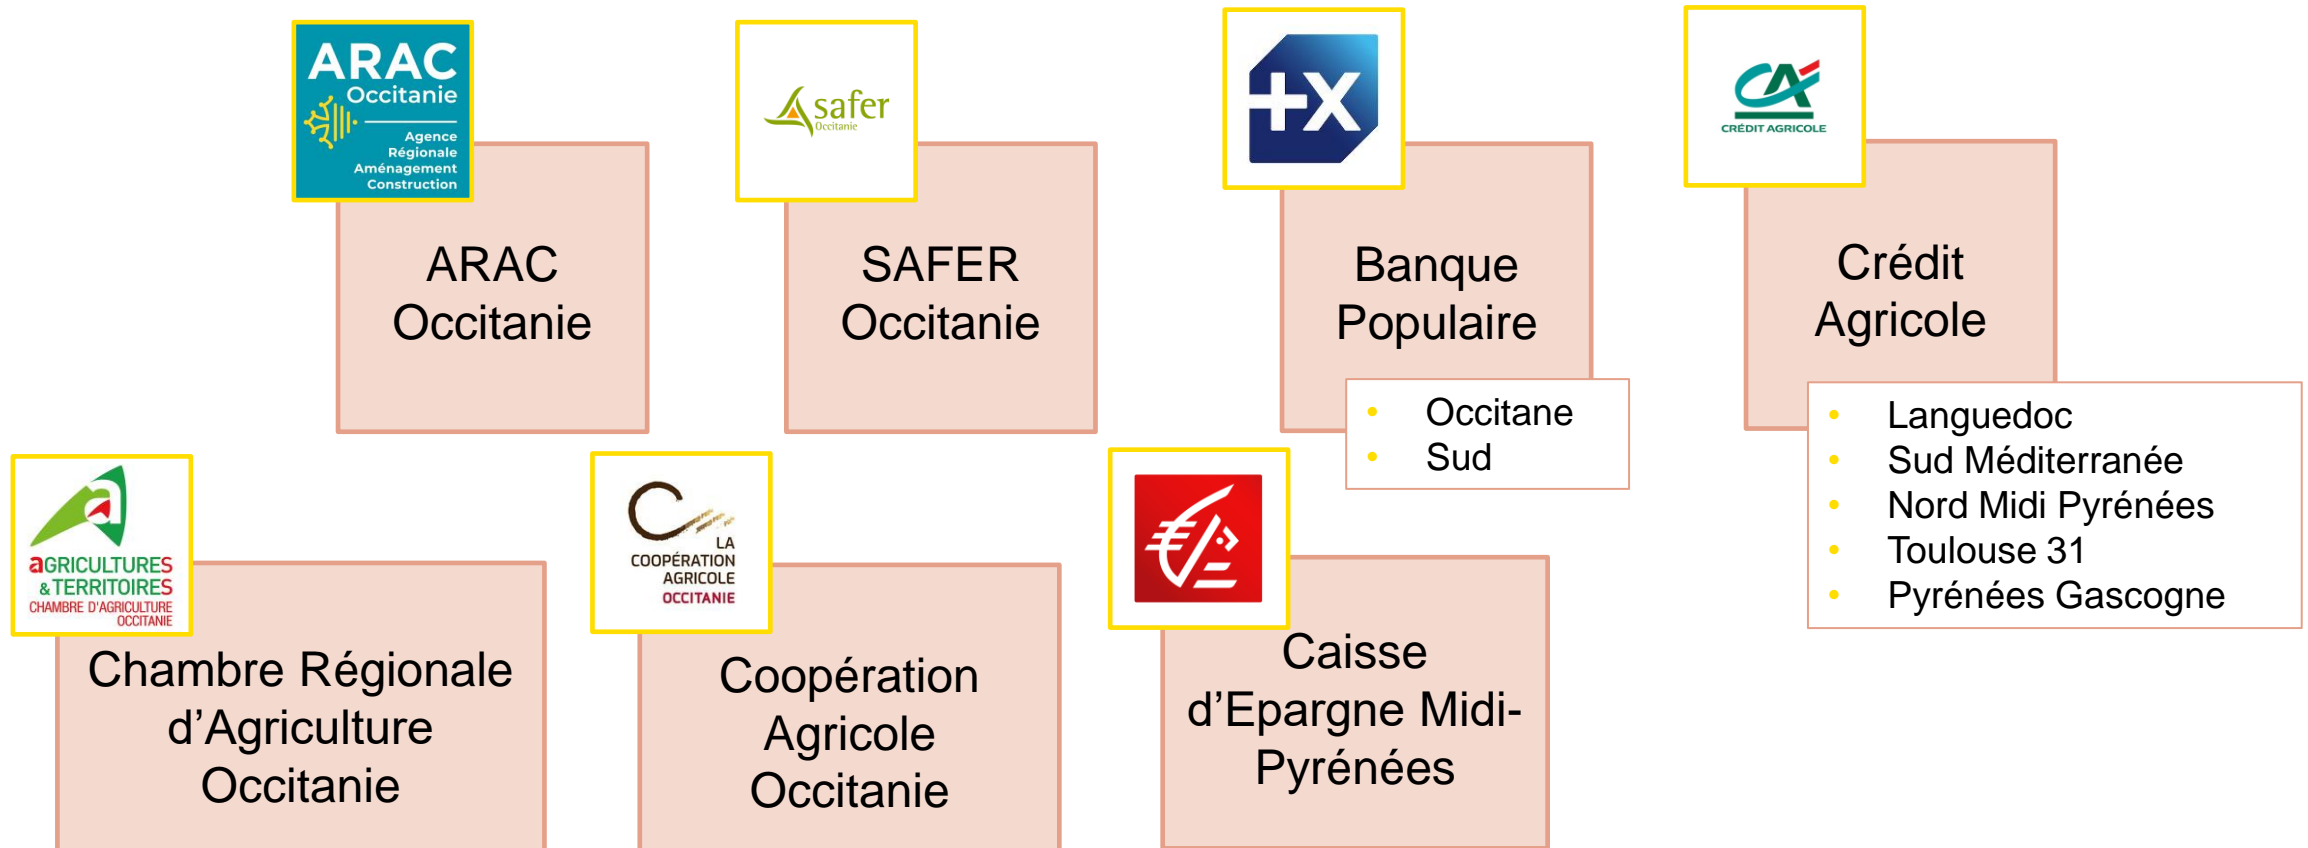 ARAC
Occitanie
Agence
Régionale
Aménagement
Construction
ARAC
Occitanie
safer
Occitanie
SAFER
Occitanie
+X
Banque
Populaire
• Occitane
• Sud
CRÉDIT AGRICOLE
Crédit
Agricole
• Languedoc
• Sud Méditerranée
• Nord Midi Pyrénées
• Toulouse 31
• Pyrénées Gascogne
aGRICULTURES
&TERRITOIRES
CHAMBRE D'AGRICULTURE
OCCITANIE
Chambre Régionale
d’Agriculture
Occitanie
LA
COOPÉRATION
AGRICOLE
OCCITANIE
Coopération
Agricole
Occitanie
Caisse
d’Epargne Midi-
Pyrénées